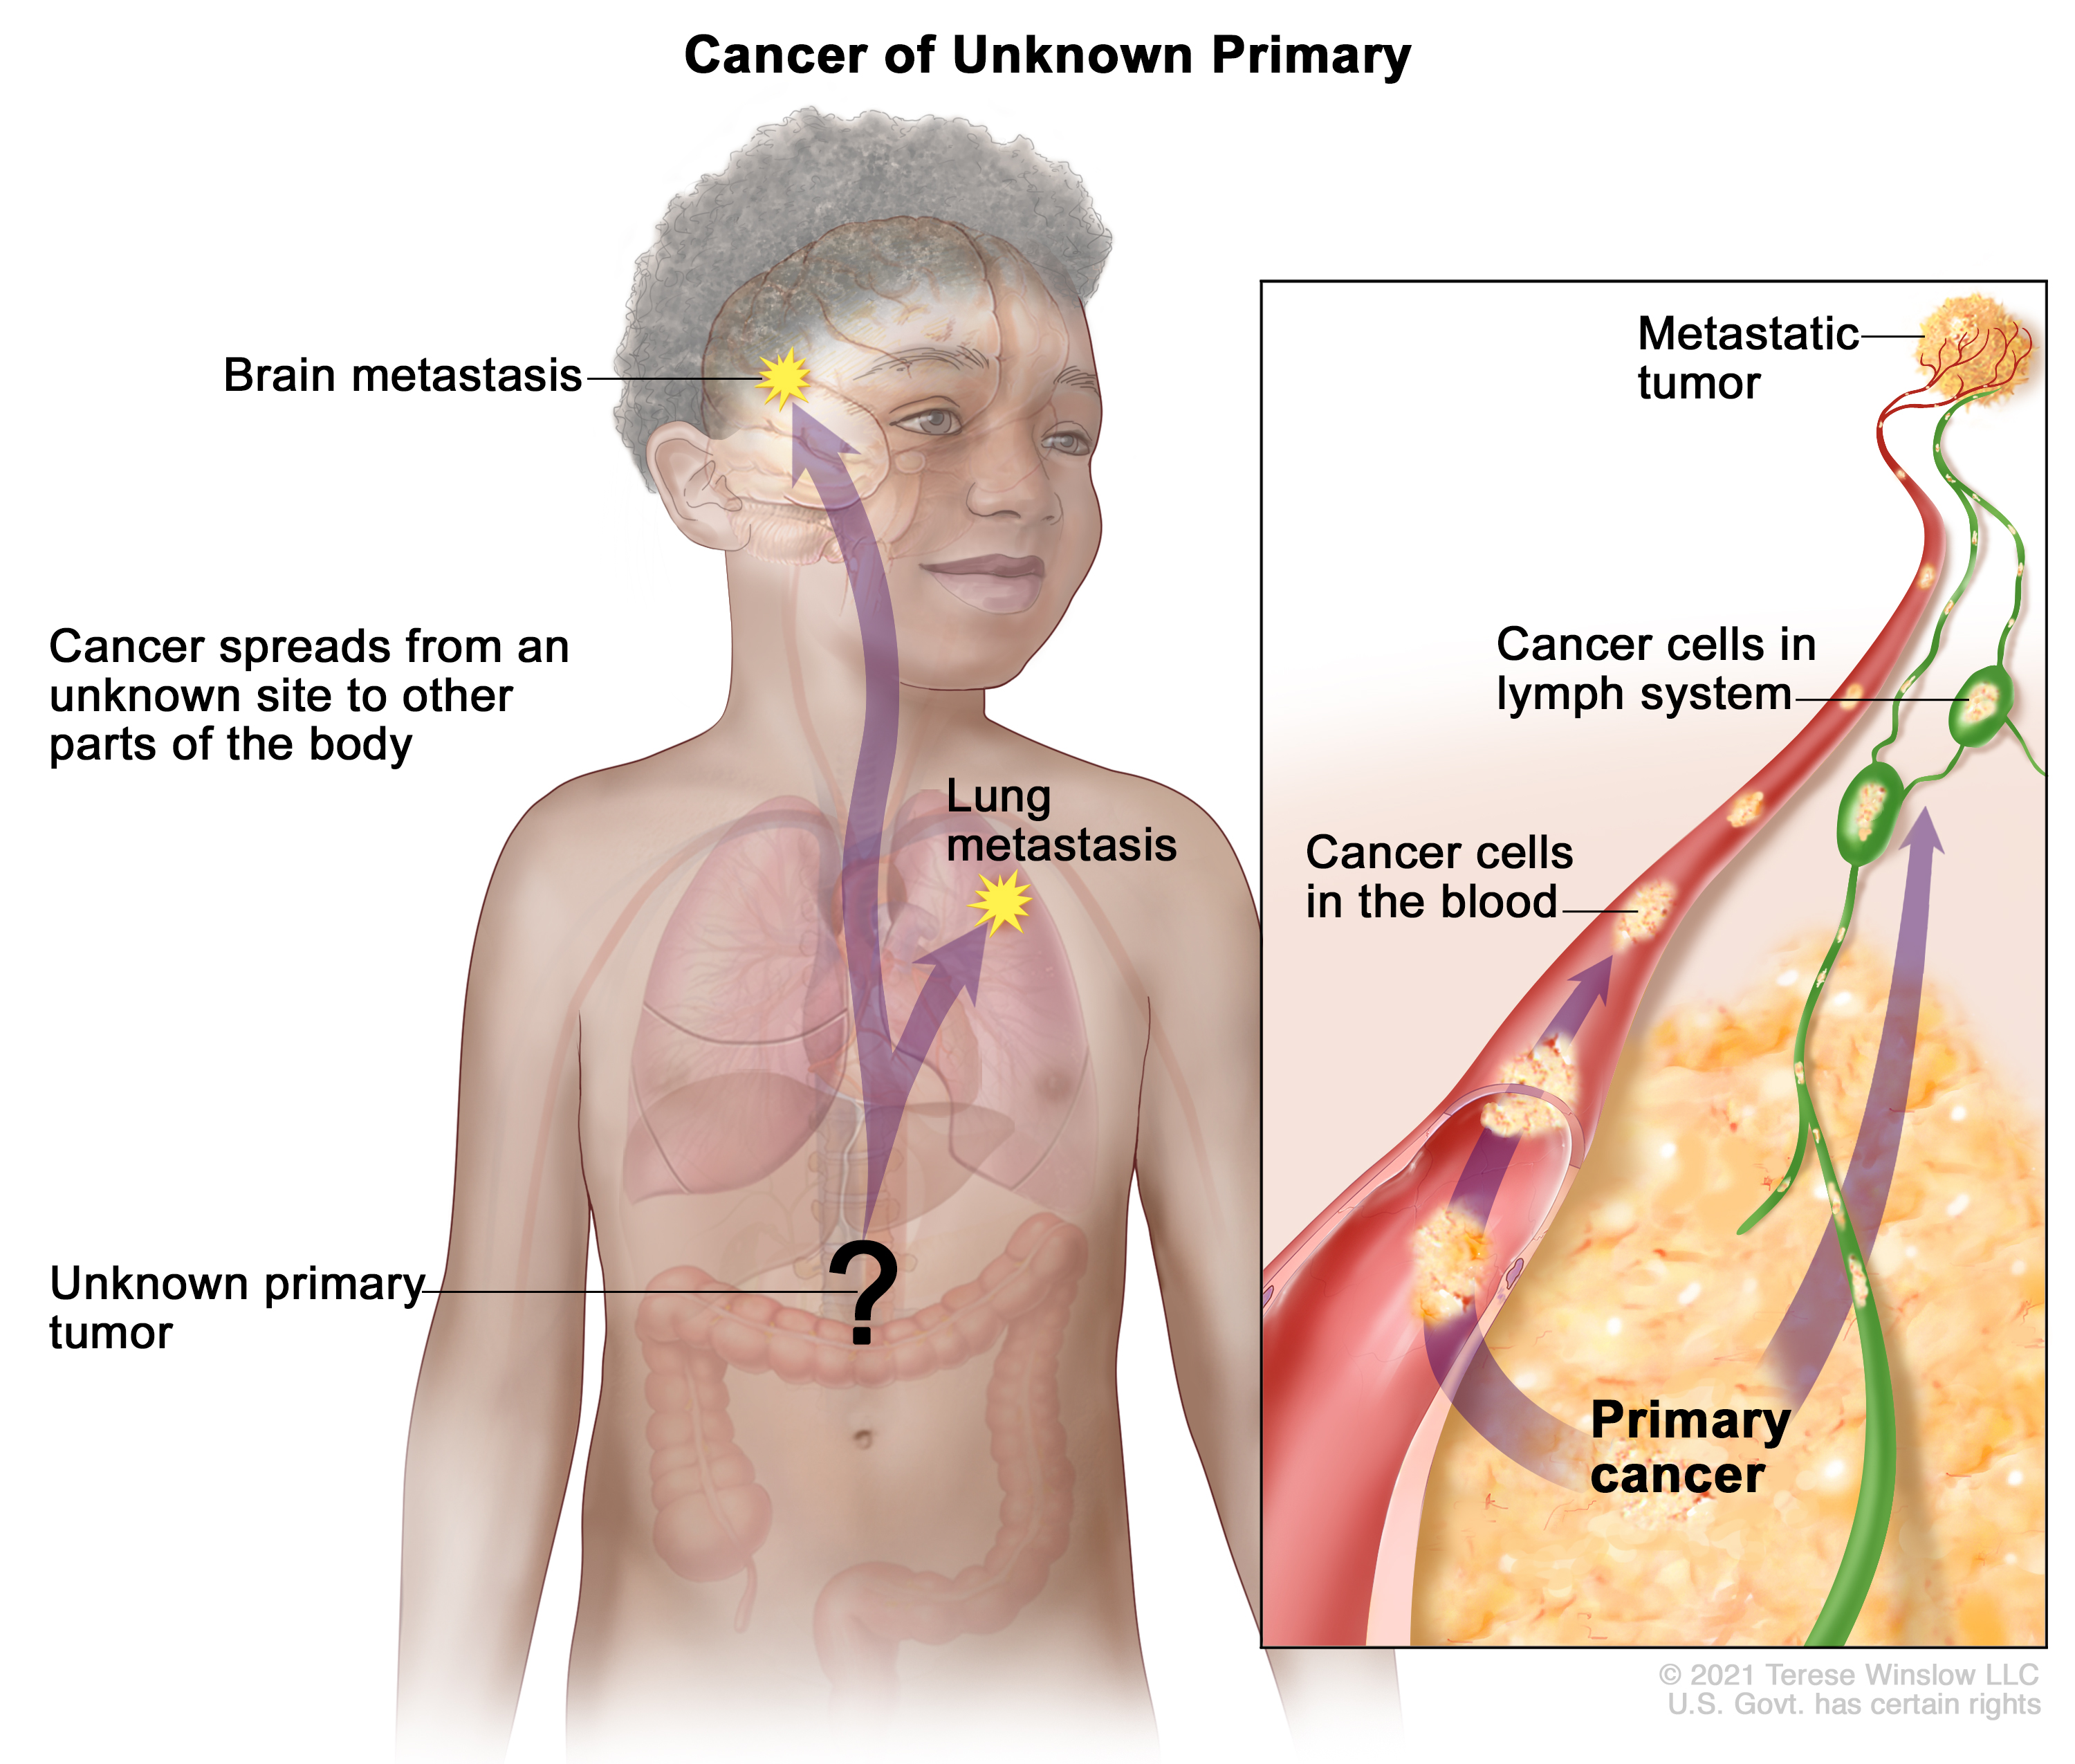 Cancer of Unknown Primary
Brain metastasis
Cancer spreads from an
unknown site to other
parts of the body
Lung
metastasis
Unknown primary
tumor
?
Metastatic
tumor
Cancer cells in
lymph system
Cancer cells
in the blood
Primary
cancer
© 2021 Terese Winslow LLC
U.S. Govt. has certain rights